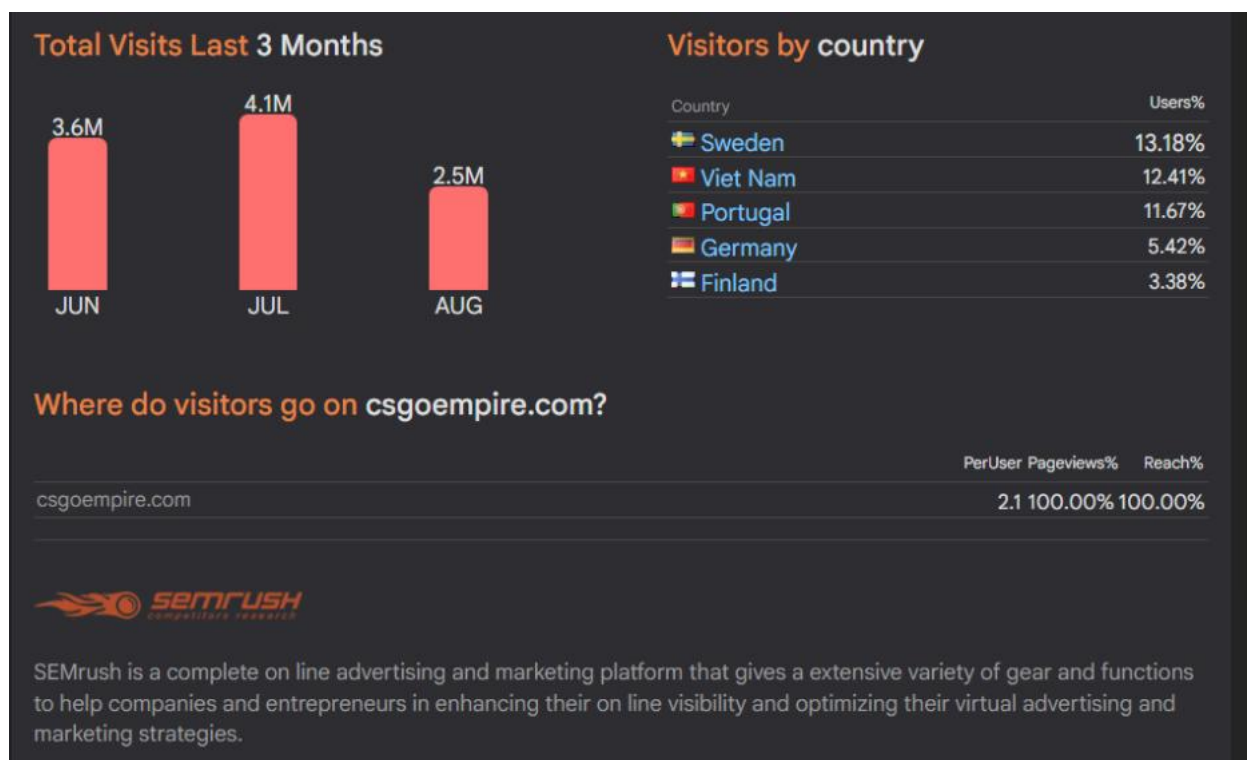 Total Visits Last 3 Months
4.1M
3.6M
2.5M
JUN JUL AUG
Visitors by country
Country Users%
Sweden 13.18%
Viet Nam 12.41%
Portugal 11.67%
Germany 5.42%
Finland 3.38%
Where do visitors go on csgoempire.com?
PerUser Pageviews% Reach%
csgoempire.com 2.1 100.00% 100.00%
semrush
competitors research
SEMrush is a complete on line advertising and marketing platform that gives a extensive variety of gear and functions
to help companies and entrepreneurs in enhancing their on line visibility and optimizing their virtual advertising and
marketing strategies.